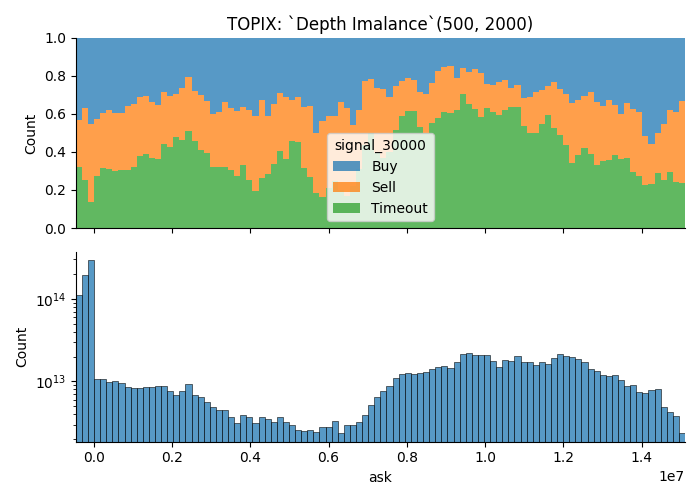 TOPIX: `Depth Imalance`(500, 2000)
1.0
0.8
0.6
0.4
0.2
0.0
Count
signal_30000
Buy
Sell
Timeout
10^14
10^13
Count
0.0 0.2 0.4 0.6 0.8 1.0 1.2 1.4
1e7
ask